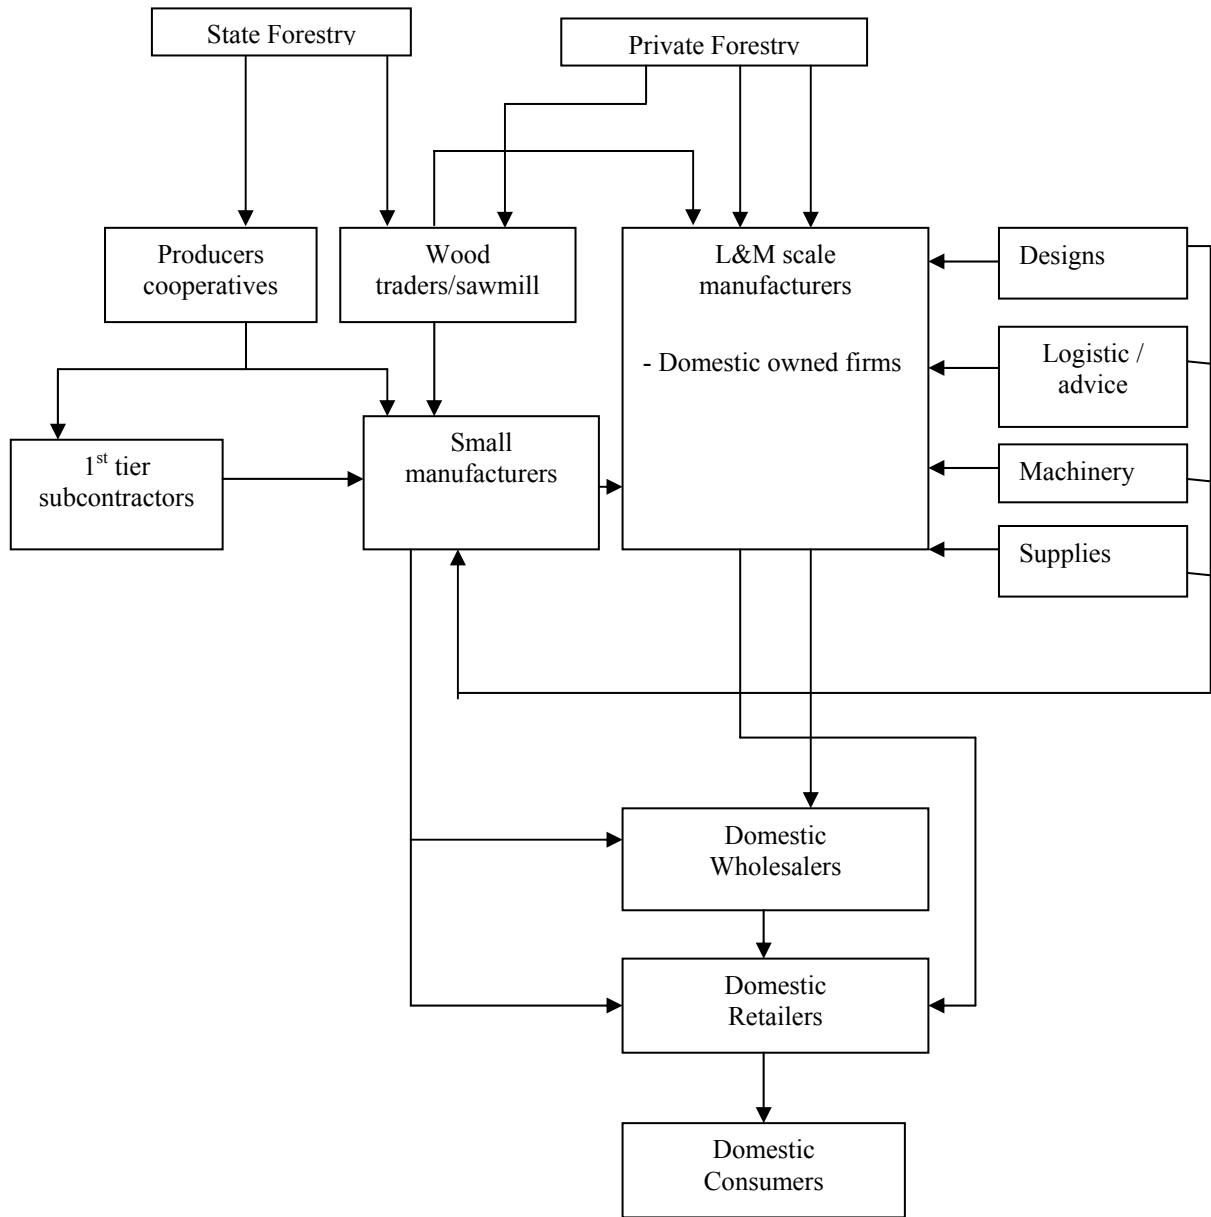 State Forestry
Private Forestry
Producers
cooperatives
Wood
traders/sawmill
L&M scale
manufacturers
- Domestic owned firms
Designs
Logistic /
advice
Machinery
Supplies
1st tier
subcontractors
Small
manufacturers
Domestic
Wholesalers
Domestic
Retailers
Domestic
Consumers